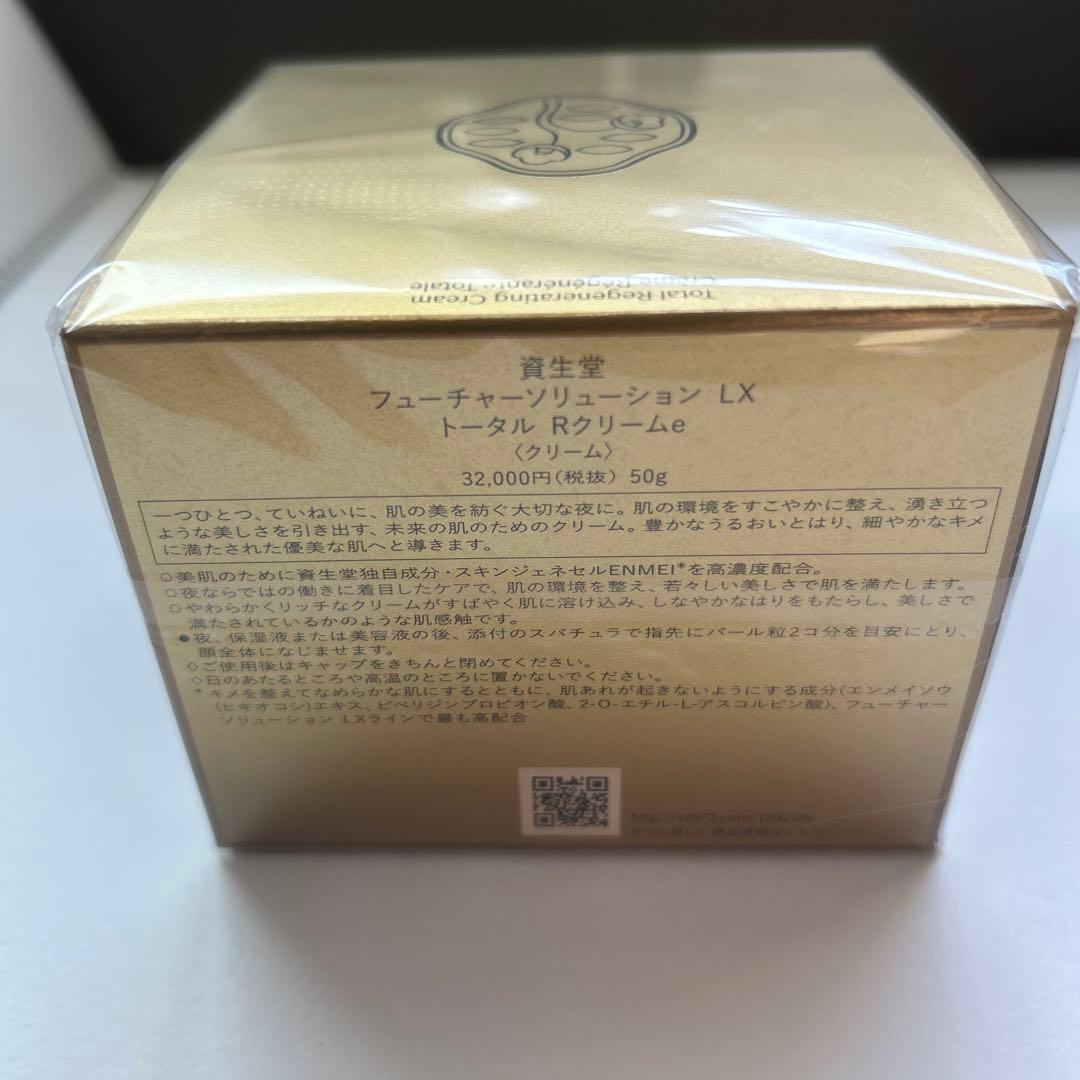 Total Regenerating Cream
Crème Régénérante Totale
資生堂
フューチャーソリューション LX
トータル Rクリームe
〈クリーム〉
32,000円(税抜) 50g
一つひとつ、ていねいに、肌の美を紡ぐ大切な夜に。肌の環境をすこやかに整え、湧き立つ
ような美しさを引き出す、未来の肌のためのクリーム。豊かなうるおいとはり、細やかなキメ
に満たされた優美な肌へと導きます。
○美肌のために資生堂独自成分・スキンジェネセルENMEI*を高濃度配合。
○夜ならではの働きに着目したケアで、肌の環境を整え、若々しい美しさで肌を満たします。
○やわらかくリッチなクリームがすばやく肌に溶け込み、しなやかなはりをもたらし、美しさで
満たされているかのような肌感触です。
●夜、保湿液または美容液の後、添付のスパチュラで指先にパール粒2コ分を目安にとり、
顔全体になじませます。
◇ご使用後はキャップをきちんと閉めてください。
◇日のあたるところや高温のところに置かないでください。
* キメを整えてなめらかな肌にするとともに、肌あれが起きないようにする成分(エンメイソウ
(ヒキオコシ)エキス、ピペリジンプロピオン酸、2-O-エチル-L-アスコルビン酸)、フューチャー
ソリューション LXラインで最も高配合
さらに詳しい商品情報はこちら。